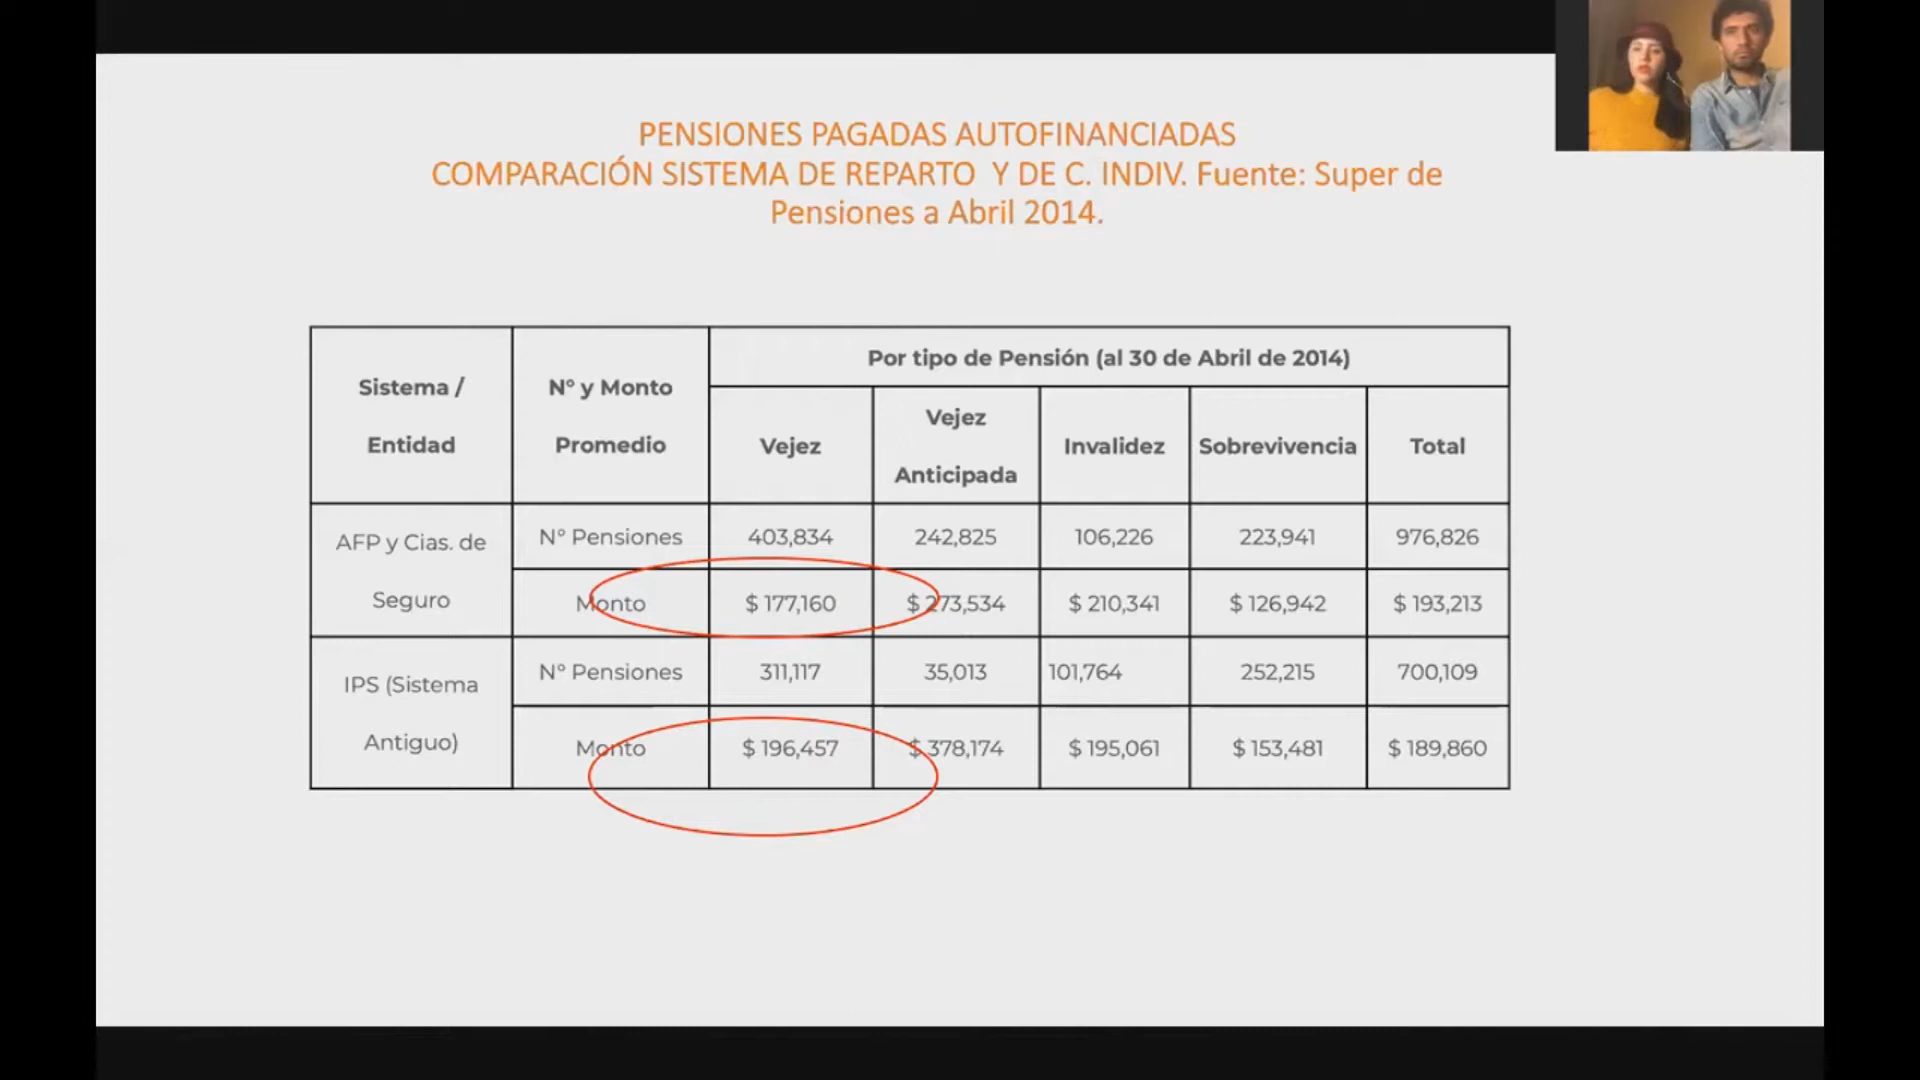 PENSIONES PAGADAS AUTOFINANCIADAS
COMPARACIÓN SISTEMA DE REPARTO Y DE C. INDIV. Fuente: Super de
Pensiones a Abril 2014.
Sistema /
Entidad
N° y Monto
Promedio
Por tipo de Pensión (al 30 de Abril de 2014)
Vejez
Vejez
Anticipada
Invalidez
Sobrevivencia
Total
AFP y Cias. de
Seguro
N° Pensiones
403,834
242,825
106,226
223,941
976,826
Monto
$ 177,160
$ 273,534
$ 210,341
$ 126,942
$ 193,213
IPS (Sistema
Antiguo)
N° Pensiones
311,117
35,013
101,764
252,215
700,109
Monto
$ 196,457
$ 378,174
$ 195,061
$ 153,481
$ 189,860